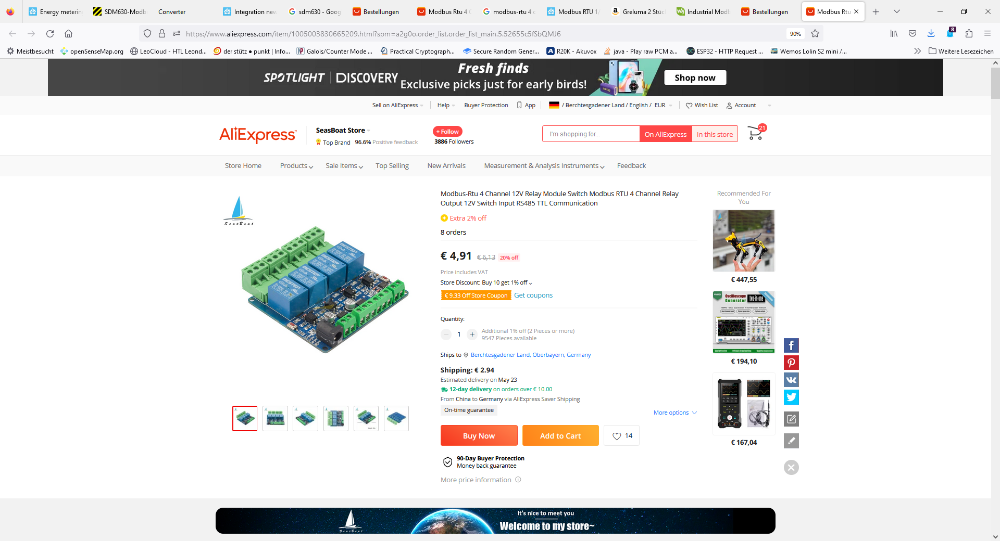 Energy meterin
SDM630-Modb
Converter
Integration new
sdm630 - Goog
Bestellungen
Modbus Rtu 4 C
modbus-rtu 4 c
Modbus RTU 1/
Greluma 2 Stüc
Industrial Modb
Bestellungen
Modbus Rtu
https://www.aliexpress.com/item/1005003830665209.html?spm=a2g0o.order_list.order_list_main.5.52655c5fSbQMJ6
90%
8
Meistbesucht
openSenseMap.org
LeoCloud - HTL Leond...
der stütz ● punkt | Info...
Galois/Counter Mode ...
Practical Cryptograph...
Secure Random Gener...
R20K - Akuvox
java - Play raw PCM a...
ESP32 - HTTP Request ...
Wemos Lolin S2 mini /...
Weitere Lesezeichen
SPOTLIGHT | DISCOVERY
Fresh finds
Exclusive picks just for early birds!
Shop now
Sell on AliExpress
Help
Buyer Protection
App
/ Berchtesgadener Land / English / EUR
Wish List
Account
AliExpress
SeasBoat Store
Top Brand 96.6% Positive feedback
+ Follow
3886 Followers
I'm shopping for...
On AliExpress
In this store
21
Store Home
Products
Sale Items
Top Selling
New Arrivals
Measurement & Analysis Instruments
Feedback
SeasBoat
BESTEP
BESTEP
BESTEP
BESTEP
Modbus-Rtu 4 Channel 12V Relay Module Switch Modbus RTU 4 Channel Relay
Output 12V Switch Input RS485 TTL Communication
Extra 2% off
8 orders
€ 4,91 € 6,13 20% off
Price includes VAT
Store Discount: Buy 10 get 1% off
€ 9.33 Off Store Coupon
Get coupons
Quantity:
1
Additional 1% off (2 Pieces or more)
9547 Pieces available
Ships to Berchtesgadener Land, Oberbayern, Germany
Shipping: € 2.94
Estimated delivery on May 23
12-day delivery on orders over € 10.00
From China to Germany via AliExpress Saver Shipping
On-time guarantee
More options
Buy Now
Add to Cart
14
90-Day Buyer Protection
Money back guarantee
More price information
Recommended For
You
€ 447,55
Oscilloscope
Generator
two-in-one
€ 194,10
€ 167,04
SeasBoat
It's nice to meet you
Welcome to my store~